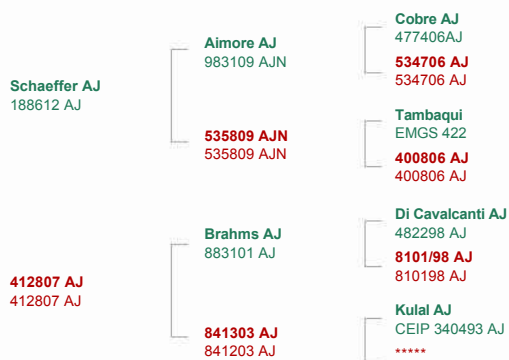 Cobre AJ
477406AJ
Aimore AJ
983109 AJN
534706 AJ
534706 AJ
Schaeffer AJ
188612 AJ
Tambaqui
EMGS 422
535809 AJN
535809 AJN
400806 AJ
400806 AJ
Di Cavalcanti AJ
482298 AJ
Brahms AJ
883101 AJ
8101/98 AJ
810198 AJ
412807 AJ
412807 AJ
Kulal AJ
CEIP 340493 AJ
841303 AJ
841203 AJ
*****